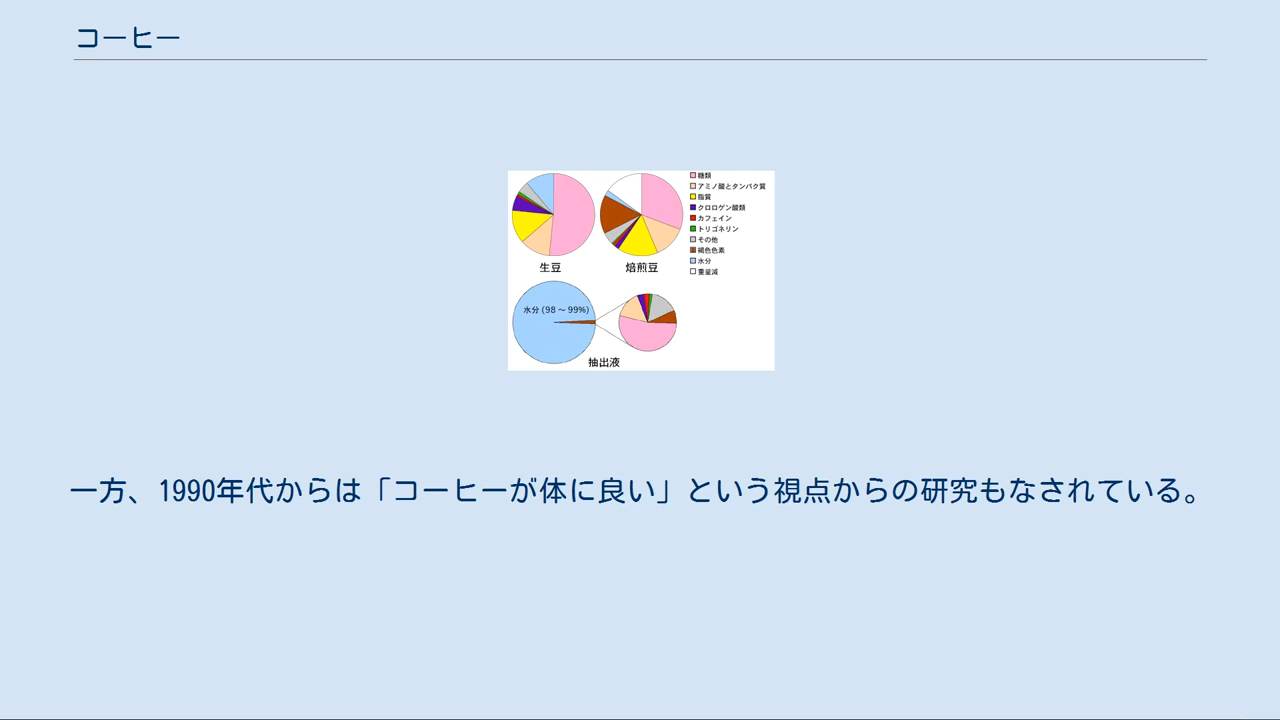 コーヒー
糖類
アミノ酸とタンパク質
脂質
クロロゲン酸類
カフェイン
トリゴネリン
その他
褐色色素
水分
重量減
生豆
焙煎豆
水分 (98 〜 99%)
抽出液
一方、1990年代からは「コーヒーが体に良い」という視点からの研究もなされている。